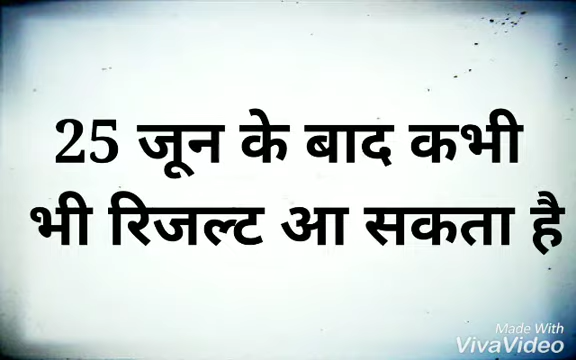 25 जून के बाद कभी
भी रिजल्ट आ सकता है
Made With
VivaVideo